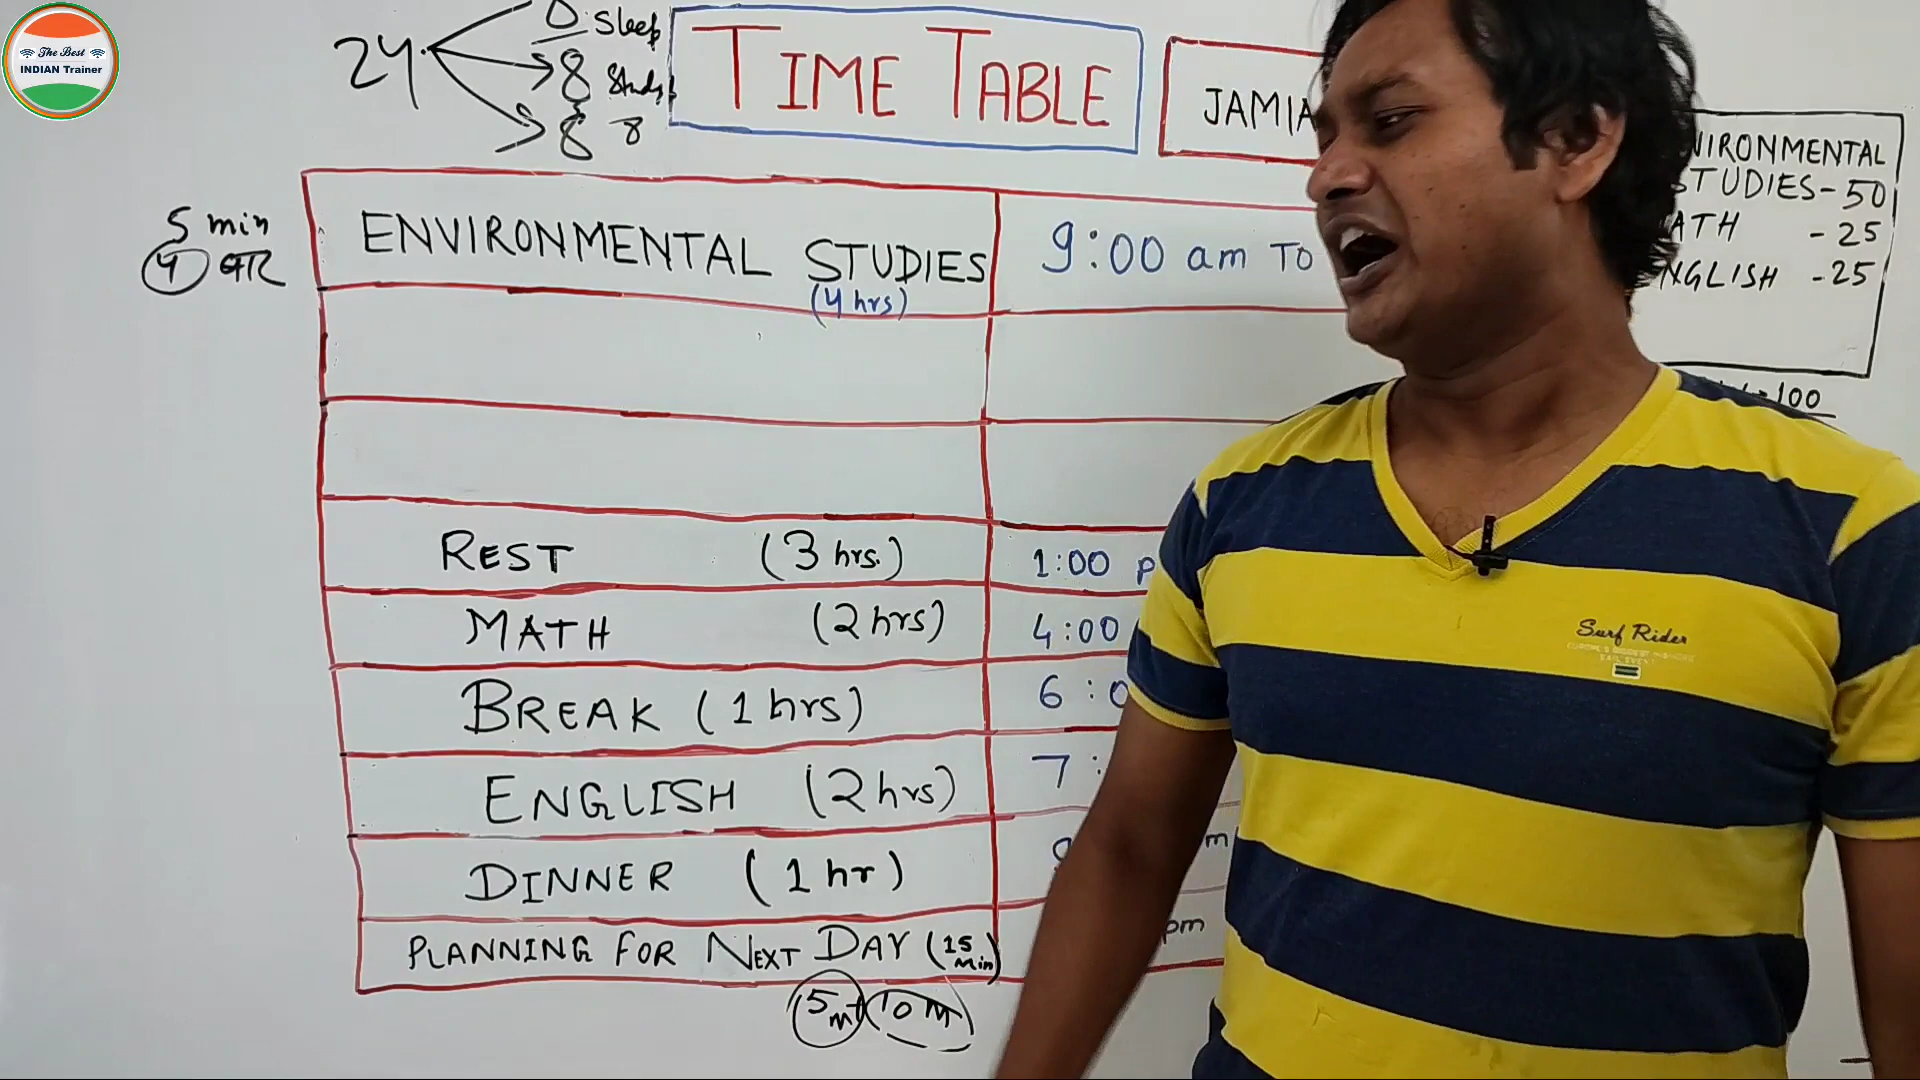 The Best
INDIAN Trainer
24
Sleep
8 Study
8 8
TIME TABLE
JAMIA
ENVIRONMENTAL
STUDIES-50
MATH -25
ENGLISH -25
100
5 min
4 बार
ENVIRONMENTAL STUDIES
(4 hrs)
9:00 am TO
REST (3 hrs.)
1:00 p
MATH (2 hrs)
4:00
BREAK (1 hrs)
6:0
ENGLISH (2 hrs)
7:
DINNER (1 hr)
m
PLANNING FOR NEXT DAY (15 Min)
pm
5 m+ 10 m
Surf Rider